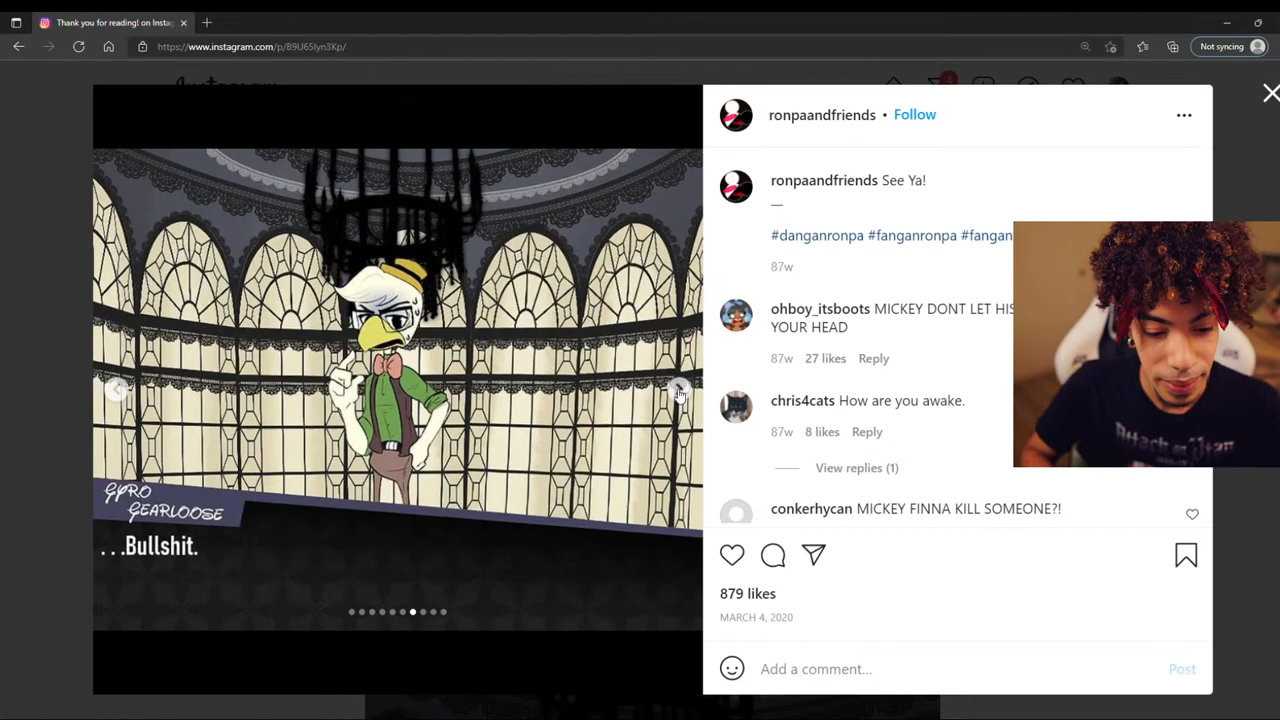 Thank you for reading! on Insta
https://www.instagram.com/p/B9U65lyn3Kp/
Not syncing
Instagram
4
ronpaandfriends • Follow
ronpaandfriends See Ya!
—
#danganronpa #fanganronpa #fangan
87w
ohboy_itsboots MICKEY DONT LET HIS
YOUR HEAD
87w 27 likes Reply
chris4cats How are you awake.
87w 8 likes Reply
View replies (1)
conkerhycan MICKEY FINNA KILL SOMEONE?!
GYRO
GEARLOOSE
...Bullshit.
879 likes
MARCH 4, 2020
Add a comment...
Post